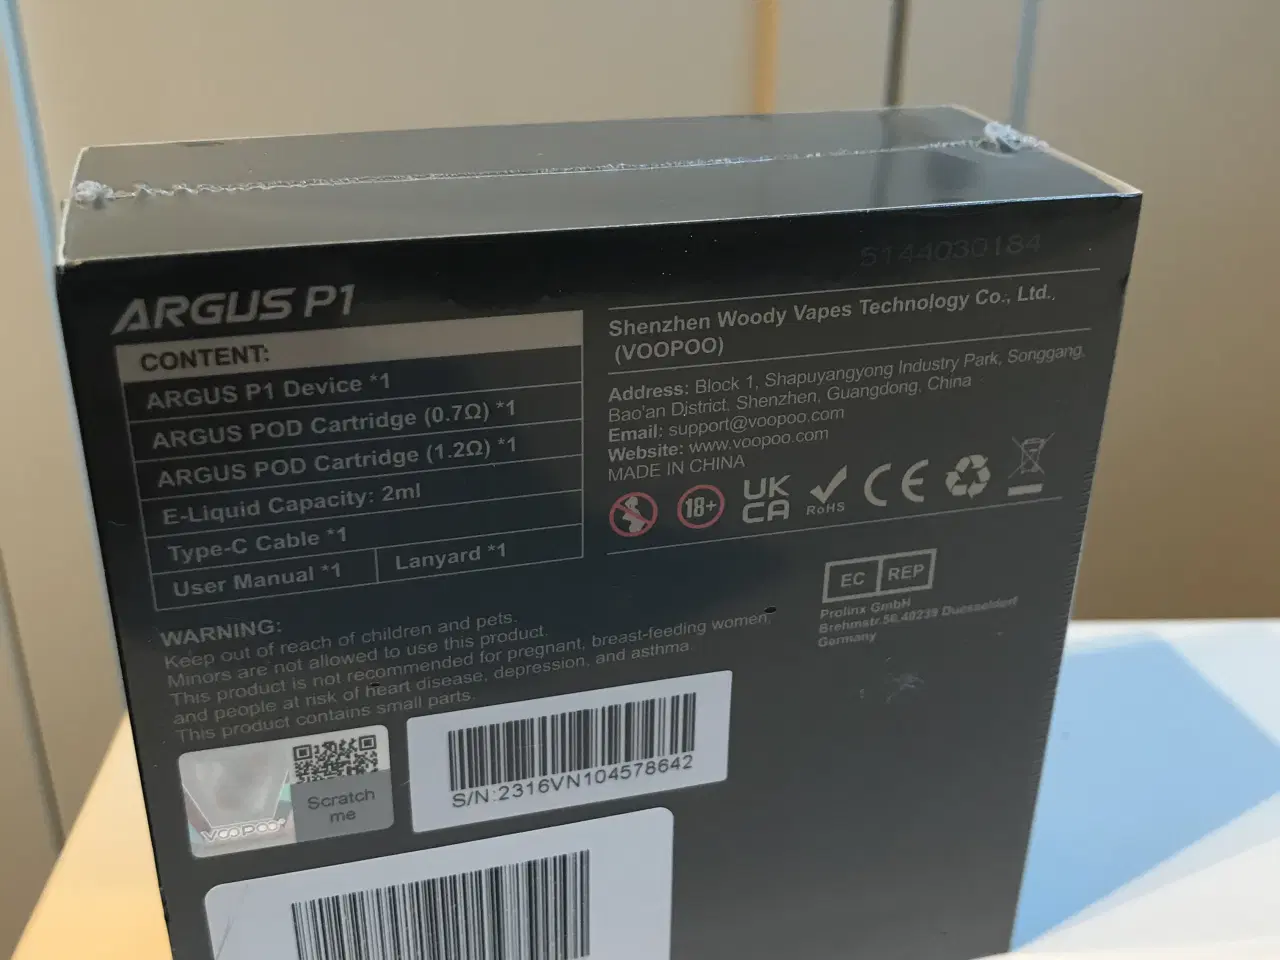 5144030184
ARGUS P1
CONTENT:
ARGUS P1 Device *1
ARGUS POD Cartridge (0.7Ω) *1
ARGUS POD Cartridge (1.2Ω) *1
E-Liquid Capacity: 2ml
Type-C Cable *1
User Manual *1
Lanyard *1
Shenzhen Woody Vapes Technology Co., Ltd.,
(VOOPOO)
Address: Block 1, Shapuyangyong Industry Park, Songgang,
Bao'an District, Shenzhen, Guangdong, China
Email: support@voopoo.com
Website: www.voopoo.com
MADE IN CHINA
18+
UK
CA
RoHS
CE
EC REP
Prolinx GmbH
Brehmstr.56,40239 Duesseldorf
Germany
WARNING:
Keep out of reach of children and pets.
Minors are not allowed to use this product.
This product is not recommended for pregnant, breast-feeding women,
and people at risk of heart disease, depression, and asthma.
This product contains small parts.
Scratch
me
VOOPOO
S/N:2316VN104578642